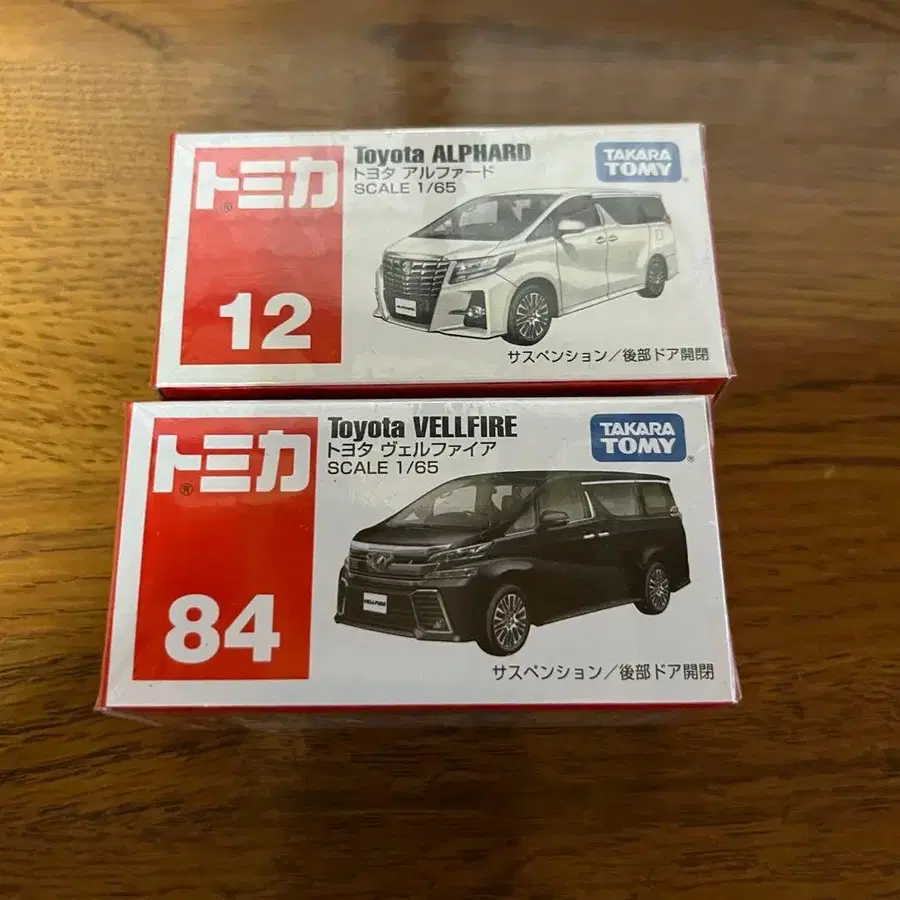 トミカ®
12
Toyota ALPHARD
トヨタ アルファード
SCALE 1/65
TAKARA
TOMY®
ALPHARD
サスペンション/後部ドア開閉
トミカ®
84
Toyota VELLFIRE
トヨタ ヴェルファイア
SCALE 1/65
TAKARA
TOMY®
VELLFIRE
サスペンション/後部ドア開閉